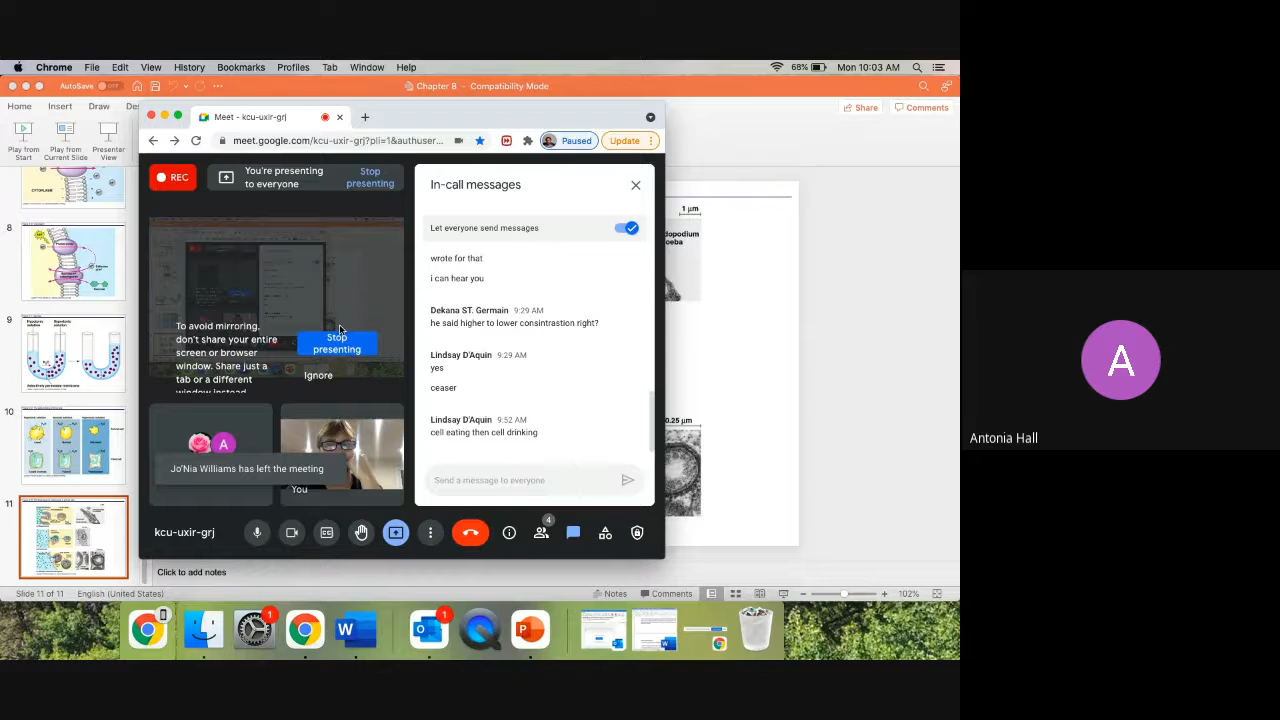 Chrome File Edit View History Bookmarks Profiles Tab Window Help 68% Mon 10:03 AM
AutoSave OFF Chapter 8 - Compatibility Mode
Home Insert Draw Share Comments
Play from Start
Play from Current Slide
Presenter View
Meet - kcu-uxir-grj
meet.google.com/kcu-uxir-grj?pli=1&authuser... Paused Update
REC
You're presenting to everyone
Stop presenting
To avoid mirroring,
don't share your entire
screen or browser
window. Share just a
tab or a different
window instead
Stop presenting
Ignore
A
Jo'Nia Williams has left the meeting
You
In-call messages
Let everyone send messages
wrote for that
i can hear you
Dekana ST. Germain 9:29 AM
he said higher to lower consintrastion right?
Lindsay D'Aquin 9:29 AM
yes
ceaser
Lindsay D'Aquin 9:52 AM
cell eating then cell drinking
Send a message to everyone
kcu-uxir-grj
4
CYTOPLASM
8
9
10
11
1 µm
0.25 µm
Click to add notes
Slide 11 of 11 English (United States) Notes Comments 102%
1
1
A
Antonia Hall